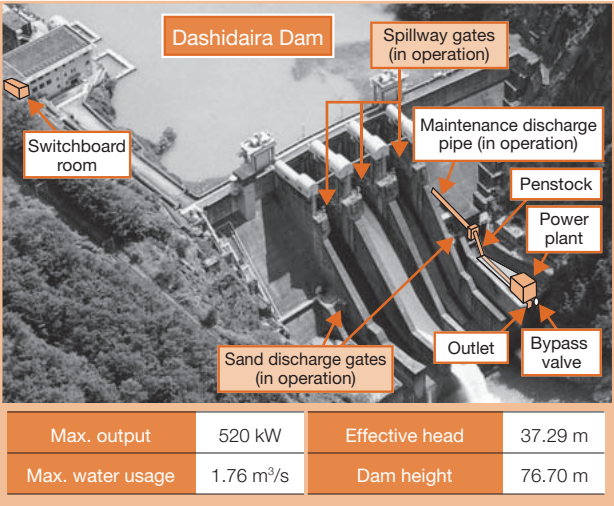 Dashidaira Dam
Spillway gates
(in operation)
Maintenance discharge
pipe (in operation)
Switchboard
room
Penstock
Power
plant
Outlet
Bypass
valve
Sand discharge gates
(in operation)
Max. output 520 kW Effective head 37.29 m
Max. water usage 1.76 m³/s Dam height 76.70 m